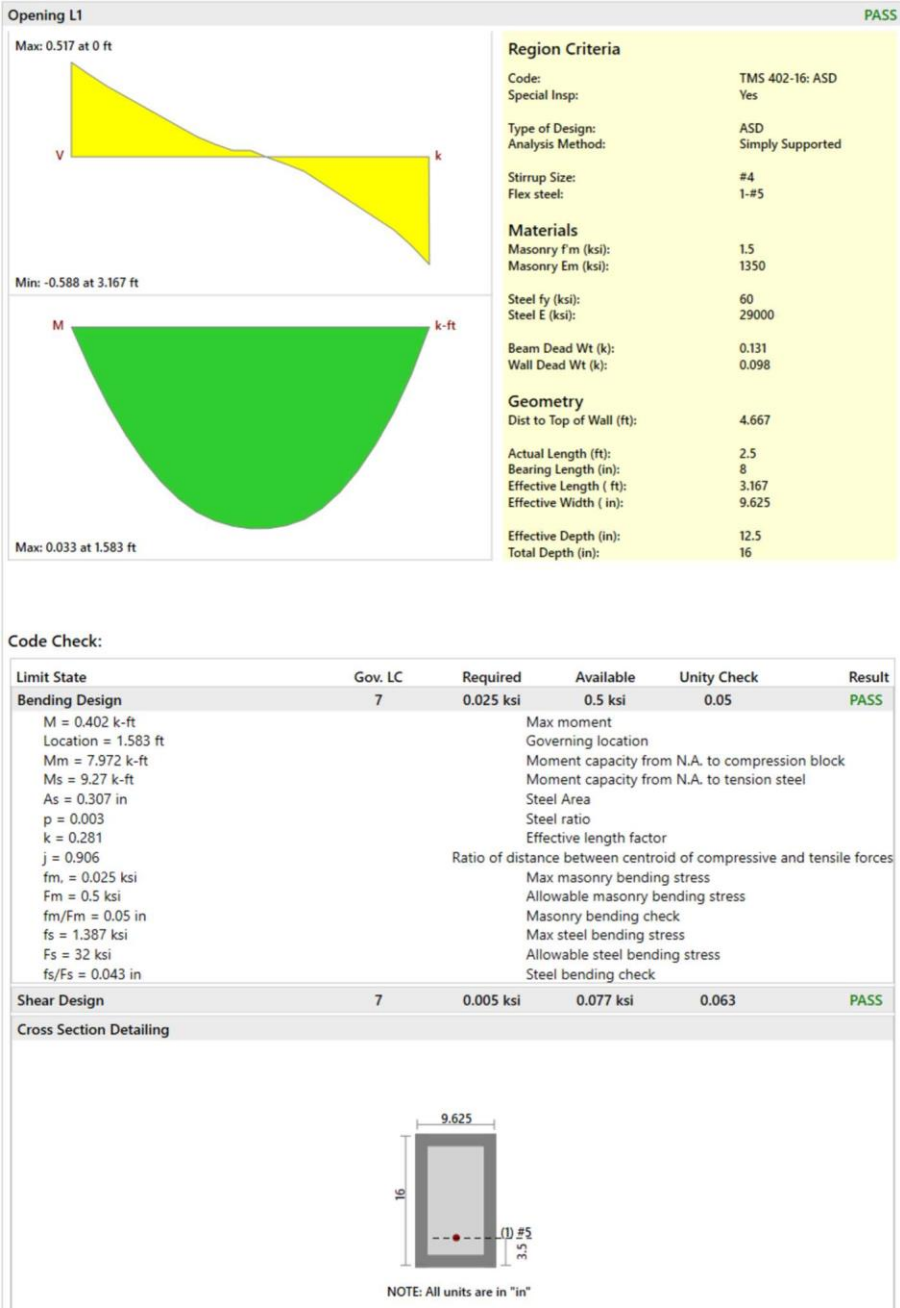 Opening L1 PASS
Max: 0.517 at 0 ft
V k
Min: -0.588 at 3.167 ft
M k-ft
Max: 0.033 at 1.583 ft
Region Criteria
Code: TMS 402-16: ASD
Special Insp: Yes
Type of Design: ASD
Analysis Method: Simply Supported
Stirrup Size: #4
Flex steel: 1-#5
Materials
Masonry f'm (ksi): 1.5
Masonry Em (ksi): 1350
Steel fy (ksi): 60
Steel E (ksi): 29000
Beam Dead Wt (k): 0.131
Wall Dead Wt (k): 0.098
Geometry
Dist to Top of Wall (ft): 4.667
Actual Length (ft): 2.5
Bearing Length (in): 8
Effective Length ( ft): 3.167
Effective Width ( in): 9.625
Effective Depth (in): 12.5
Total Depth (in): 16
Code Check:
Limit State Gov. LC Required Available Unity Check Result
Bending Design 7 0.025 ksi 0.5 ksi 0.05 PASS
M = 0.402 k-ft Max moment
Location = 1.583 ft Governing location
Mm = 7.972 k-ft Moment capacity from N.A. to compression block
Ms = 9.27 k-ft Moment capacity from N.A. to tension steel
As = 0.307 in Steel Area
p = 0.003 Steel ratio
k = 0.281 Effective length factor
j = 0.906 Ratio of distance between centroid of compressive and tensile forces
fm, = 0.025 ksi Max masonry bending stress
Fm = 0.5 ksi Allowable masonry bending stress
fm/Fm = 0.05 in Masonry bending check
fs = 1.387 ksi Max steel bending stress
Fs = 32 ksi Allowable steel bending stress
fs/Fs = 0.043 in Steel bending check
Shear Design 7 0.005 ksi 0.077 ksi 0.063 PASS
Cross Section Detailing
9.625
16
(1) #5
3.5
NOTE: All units are in "in"